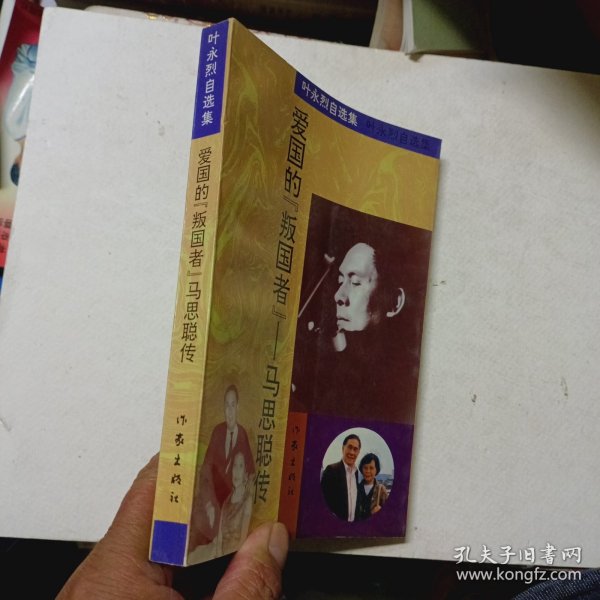 叶永烈自选集
爱国的『叛国者』马思聪传
作家出版社
叶永烈自选集 叶永烈自选集
爱国的『叛国者』——马思聪传
作家出版社
孔夫子旧书网
www.kongfz.com